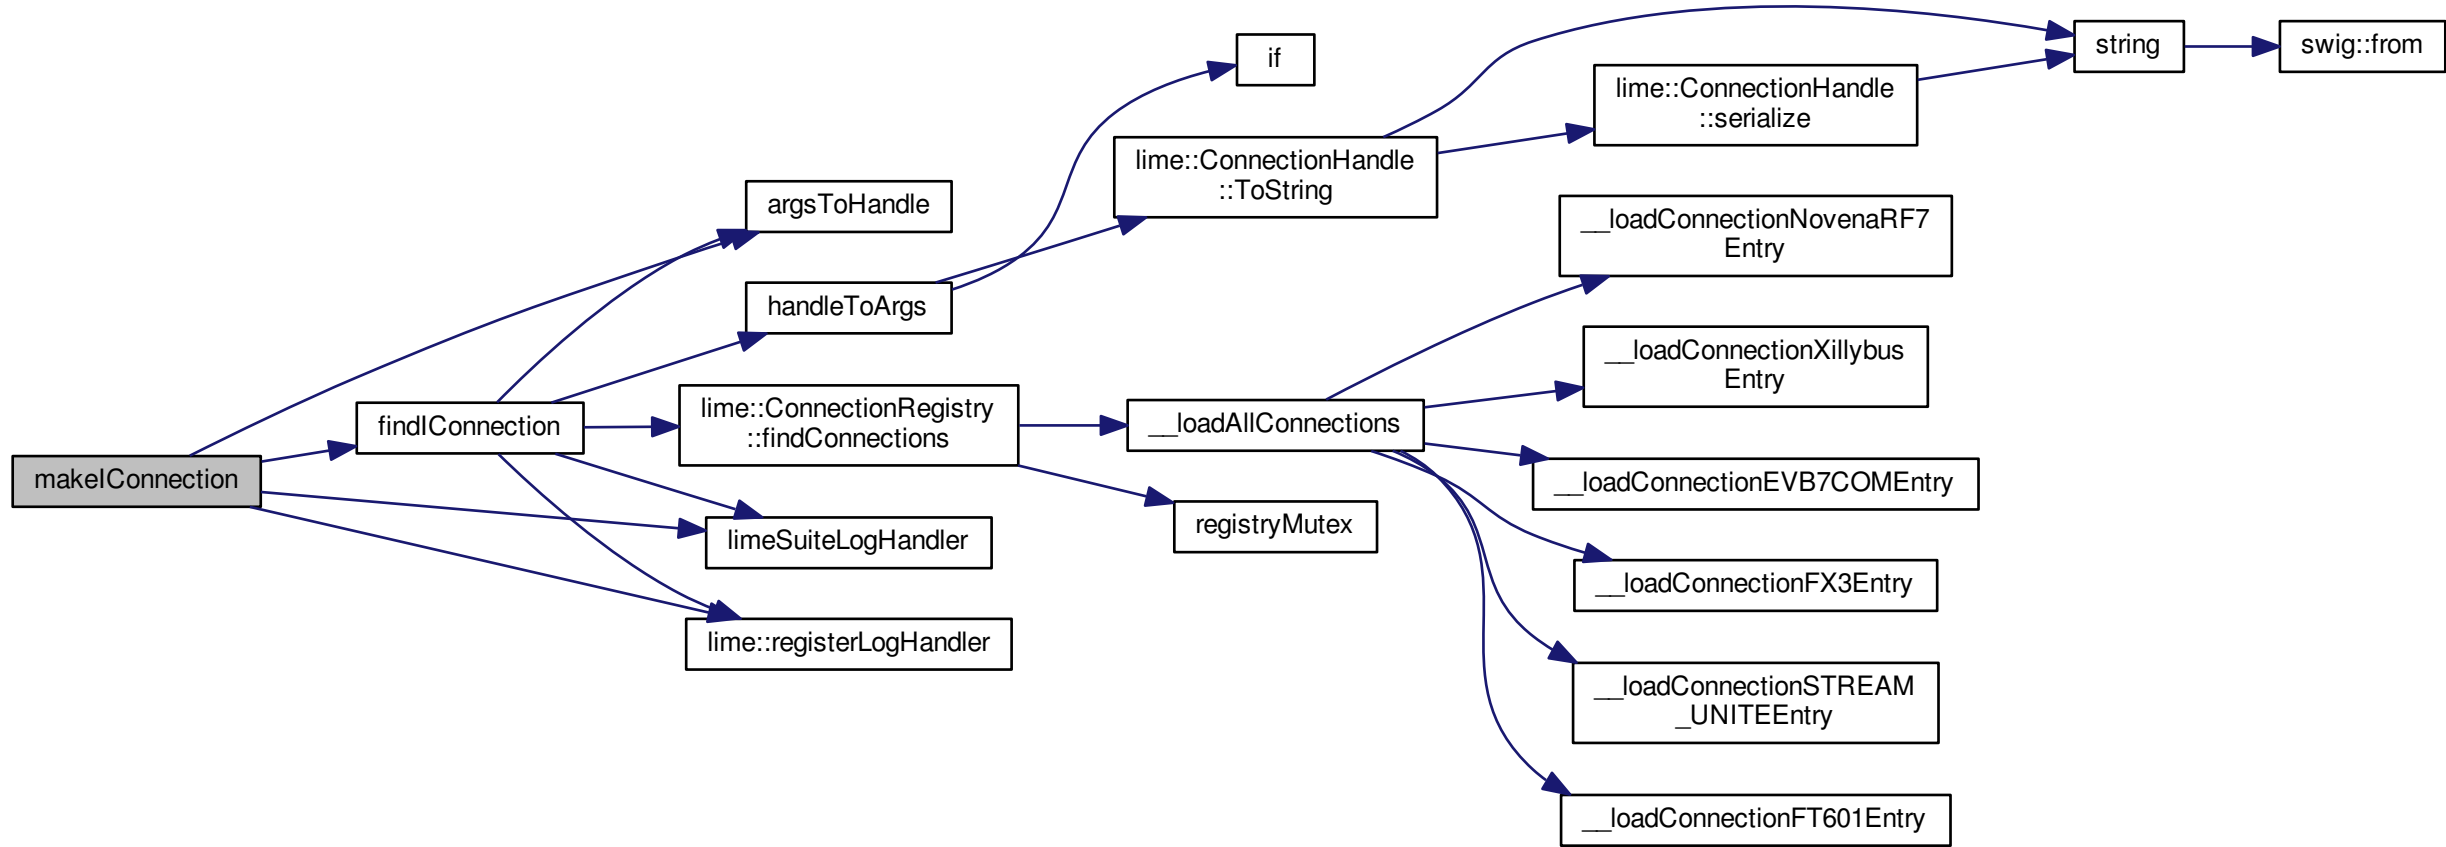 makeIConnection
findIConnection
argsToHandle
handleToArgs
lime::ConnectionRegistry
::findConnections
limeSuiteLogHandler
lime::registerLogHandler
if
lime::ConnectionHandle
::ToString
__loadAllConnections
registryMutex
lime::ConnectionHandle
::serialize
__loadConnectionNovenaRF7
Entry
__loadConnectionXillybus
Entry
__loadConnectionEVB7COMEntry
__loadConnectionFX3Entry
__loadConnectionSTREAM
_UNITEEntry
__loadConnectionFT601Entry
string
swig::from